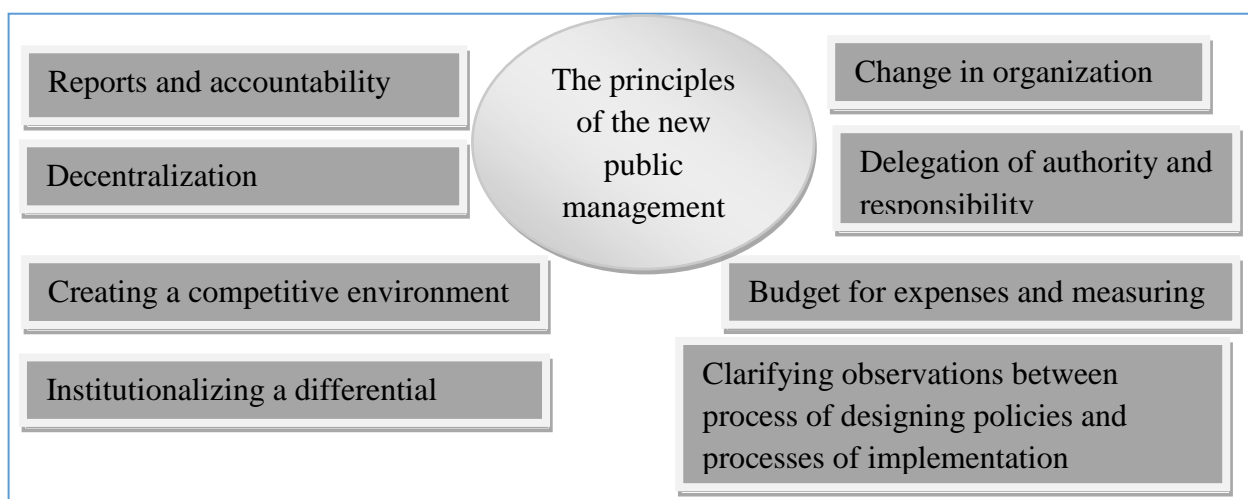 Reports and accountability
Decentralization
Creating a competitive environment
Institutionalizing a differential
The principles
of the new
public
management
Change in organization
Delegation of authority and
responsibility
Budget for expenses and measuring
Clarifying observations between
process of designing policies and
processes of implementation